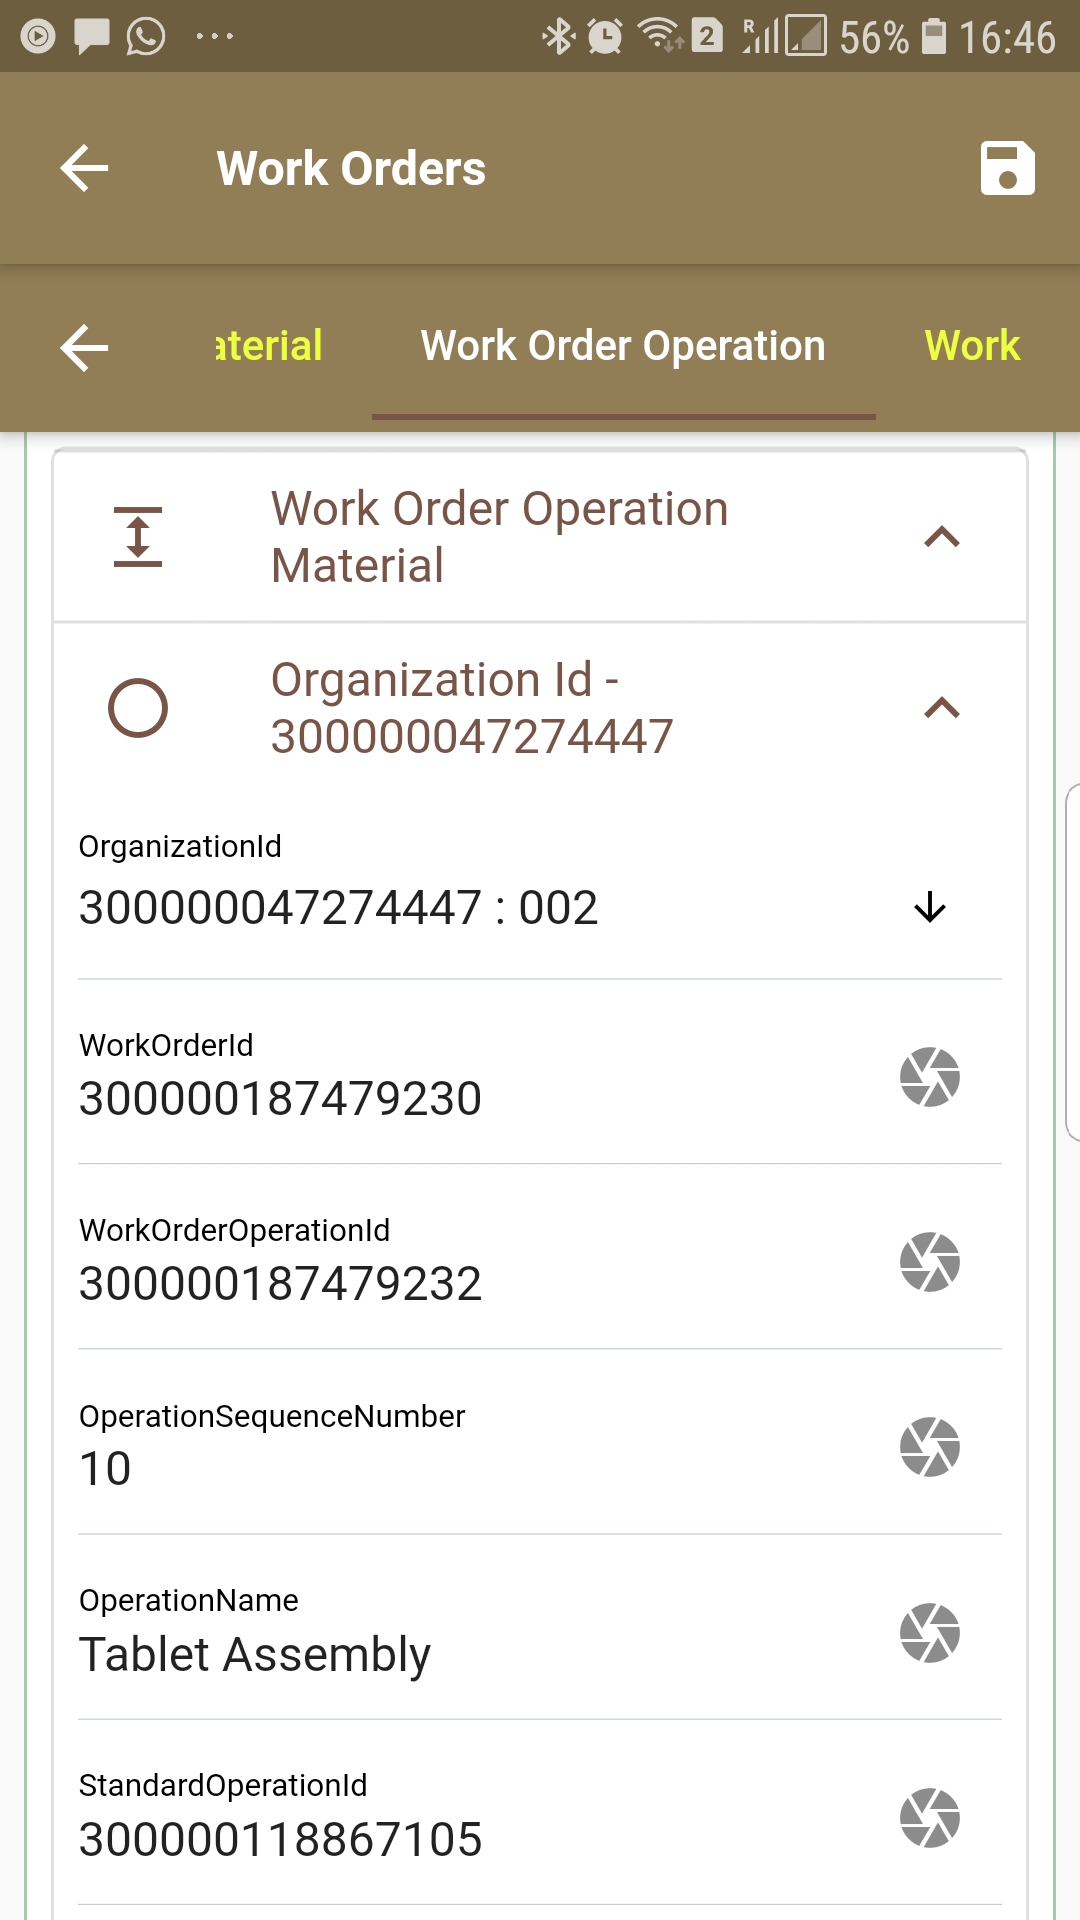 2 R 56% 16:46
Work Orders
aterial Work Order Operation Work
Work Order Operation
Material
Organization Id -
300000047274447
OrganizationId
300000047274447 : 002
WorkOrderId
300000187479230
WorkOrderOperationId
300000187479232
OperationSequenceNumber
10
OperationName
Tablet Assembly
StandardOperationId
300000118867105